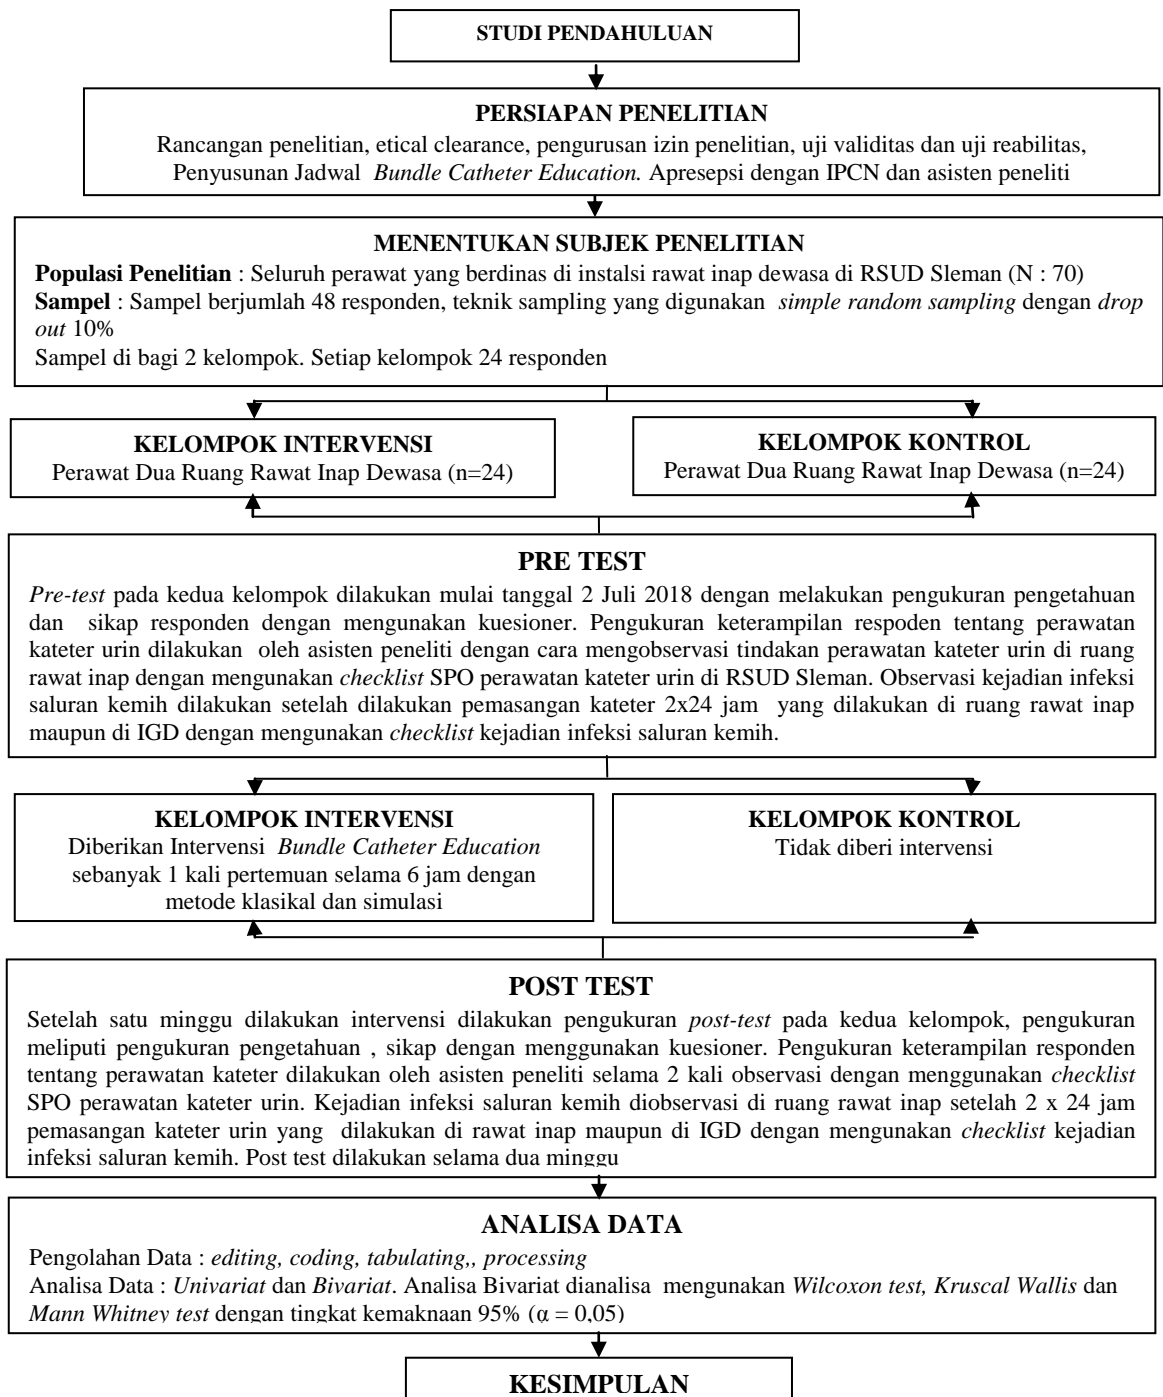 STUDI PENDAHULUAN
PERSIAPAN PENELITIAN
Rancangan penelitian, etical clearance, pengurusan izin penelitian, uji validitas dan uji reabilitas,
Penyusunan Jadwal Bundle Catheter Education. Apresepsi dengan IPCN dan asisten peneliti
MENENTUKAN SUBJEK PENELITIAN
Populasi Penelitian : Seluruh perawat yang berdinas di instalsi rawat inap dewasa di RSUD Sleman (N : 70)
Sampel : Sampel berjumlah 48 responden, teknik sampling yang digunakan simple random sampling dengan drop
out 10%
Sampel di bagi 2 kelompok. Setiap kelompok 24 responden
KELOMPOK INTERVENSI
Perawat Dua Ruang Rawat Inap Dewasa (n=24)
KELOMPOK KONTROL
Perawat Dua Ruang Rawat Inap Dewasa (n=24)
PRE TEST
Pre-test pada kedua kelompok dilakukan mulai tanggal 2 Juli 2018 dengan melakukan pengukuran pengetahuan
dan sikap responden dengan mengunakan kuesioner. Pengukuran keterampilan respoden tentang perawatan
kateter urin dilakukan oleh asisten peneliti dengan cara mengobservasi tindakan perawatan kateter urin di ruang
rawat inap dengan mengunakan checklist SPO perawatan kateter urin di RSUD Sleman. Observasi kejadian infeksi
saluran kemih dilakukan setelah dilakukan pemasangan kateter 2x24 jam yang dilakukan di ruang rawat inap
maupun di IGD dengan mengunakan checklist kejadian infeksi saluran kemih.
KELOMPOK INTERVENSI
Diberikan Intervensi Bundle Catheter Education
sebanyak 1 kali pertemuan selama 6 jam dengan
metode klasikal dan simulasi
KELOMPOK KONTROL
Tidak diberi intervensi
POST TEST
Setelah satu minggu dilakukan intervensi dilakukan pengukuran post-test pada kedua kelompok, pengukuran
meliputi pengukuran pengetahuan , sikap dengan menggunakan kuesioner. Pengukuran keterampilan responden
tentang perawatan kateter dilakukan oleh asisten peneliti selama 2 kali observasi dengan menggunakan checklist
SPO perawatan kateter urin. Kejadian infeksi saluran kemih diobservasi di ruang rawat inap setelah 2 x 24 jam
pemasangan kateter urin yang dilakukan di rawat inap maupun di IGD dengan mengunakan checklist kejadian
infeksi saluran kemih. Post test dilakukan selama dua minggu
ANALISA DATA
Pengolahan Data : editing, coding, tabulating,, processing
Analisa Data : Univariat dan Bivariat. Analisa Bivariat dianalisa mengunakan Wilcoxon test, Kruscal Wallis dan
Mann Whitney test dengan tingkat kemaknaan 95% (α = 0,05)
KESIMPULAN